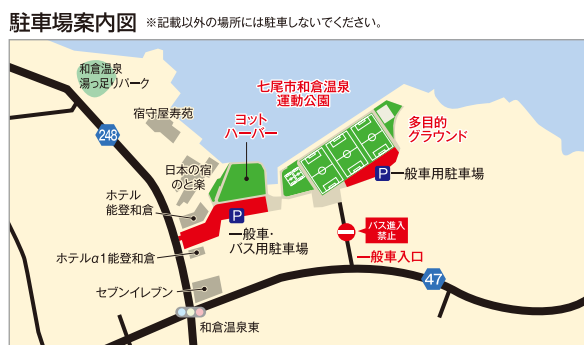 駐車場案内図 ※記載以外の場所には駐車しないでください。
和倉温泉
湯っ足りパーク
七尾市和倉温泉
運動公園
宿守屋寿苑
ヨット
ハーバー
多目的
グラウンド
248
日本の宿
のと楽
P 一般車用駐車場
ホテル
能登和倉
P
一般車・
バス用駐車場
バス進入
禁止
ホテルα1能登和倉
一般車入口
47
セブンイレブン
和倉温泉東